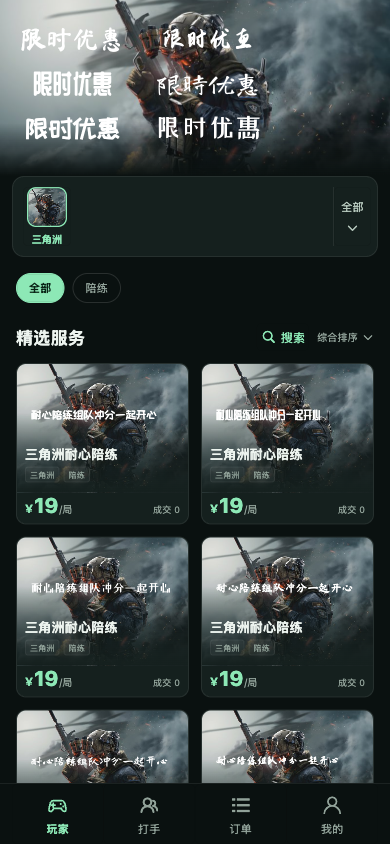 限时优惠 限时优惠
限时优惠 限時优惠
限时优惠 限时优惠
三角洲
全部
全部 陪练
精选服务 搜索 综合排序
耐心陪练组队冲分一起开心 耐心陪练组队冲分一起开心
三角洲耐心陪练 三角洲耐心陪练
三角洲 陪练 三角洲 陪练
¥19/局 成交 0 ¥19/局 成交 0
耐心陪练组队冲分一起开心 耐心陪练组队冲分一起开心
三角洲耐心陪练 三角洲耐心陪练
三角洲 陪练 三角洲 陪练
¥19/局 成交 0 ¥19/局 成交 0
耐心陪练组队冲分一起开心 耐心陪练组队冲分一起开心
玩家 打手 订单 我的